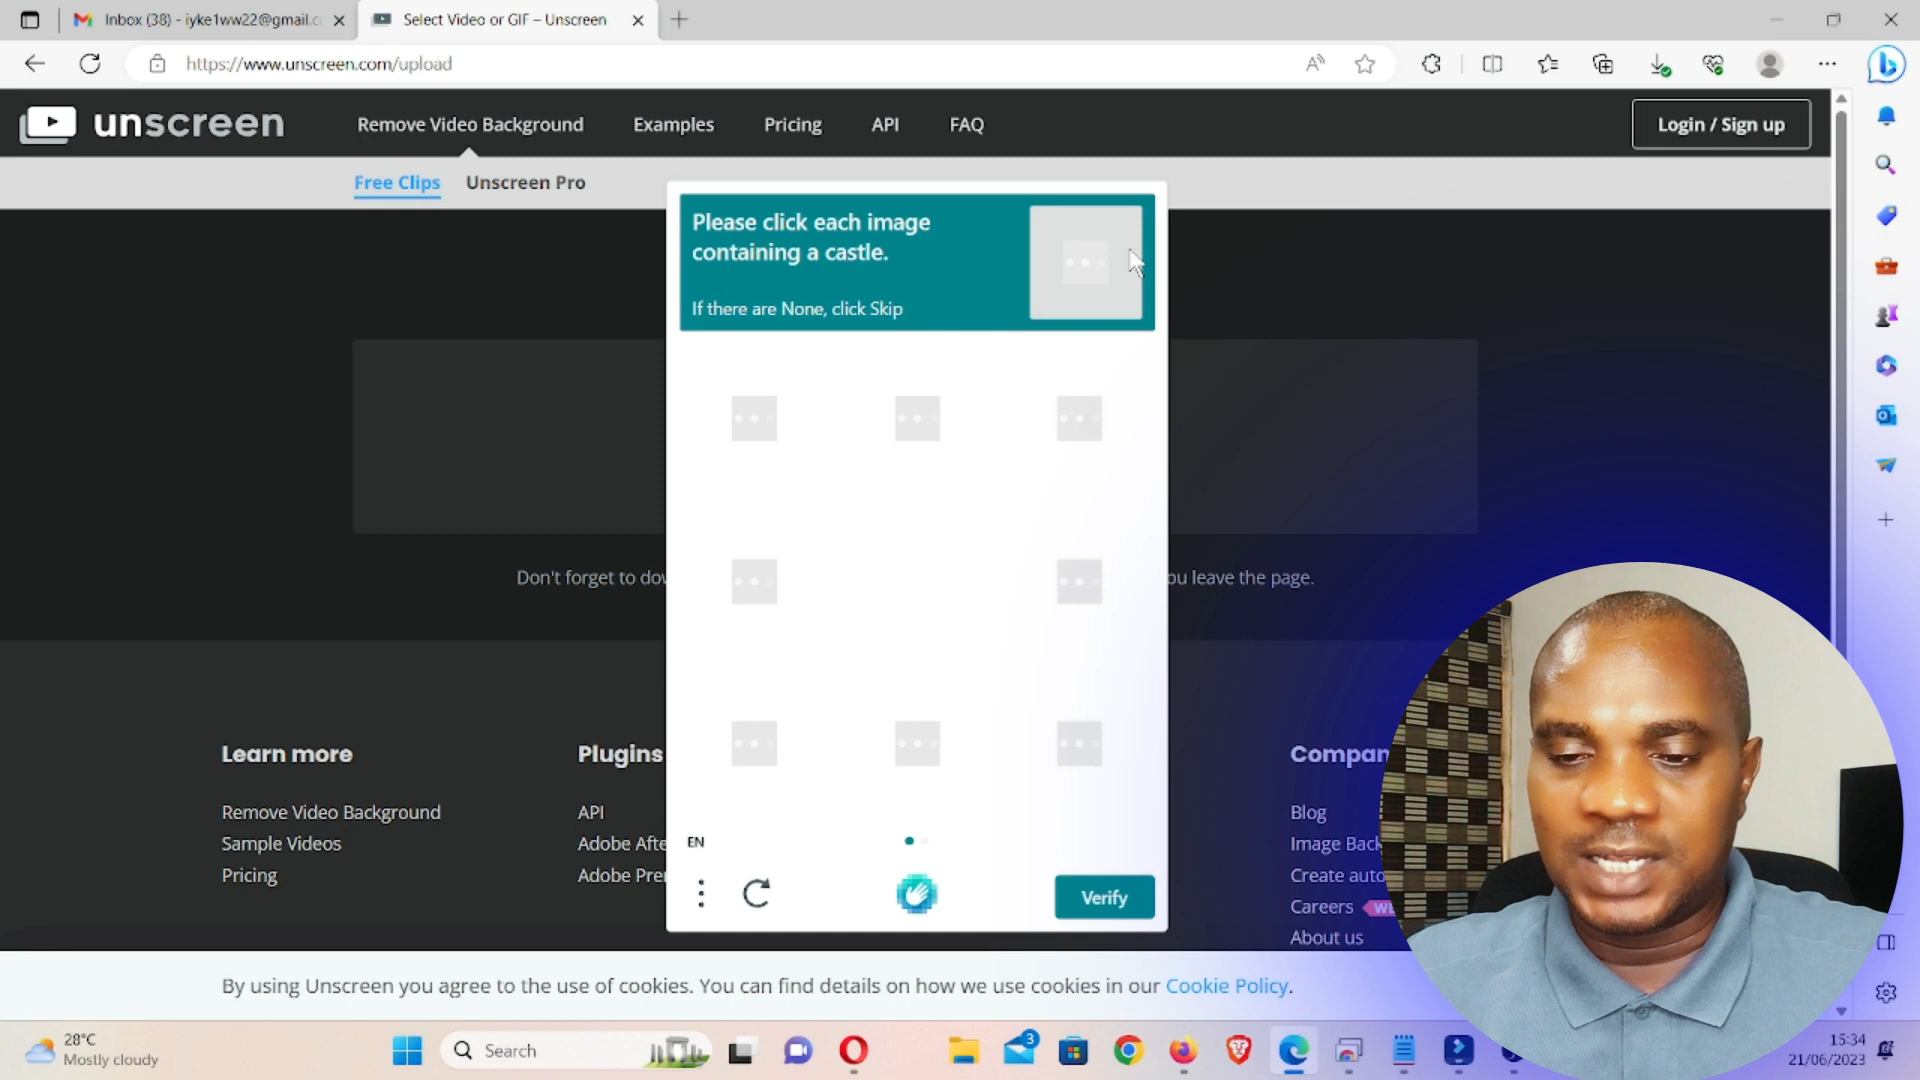 Inbox (38) - iyke1ww22@gmail.c
Select Video or GIF – Unscreen
https://www.unscreen.com/upload
unscreen
Remove Video Background
Examples
Pricing
API
FAQ
Login / Sign up
Free Clips
Unscreen Pro
Please click each image
containing a castle.
If there are None, click Skip
Don't forget to dow
ou leave the page.
Learn more
Plugins
Compan
Remove Video Background
API
Blog
Sample Videos
Adobe Afte
Image Back
Pricing
Adobe Prer
Create auto
Careers
About us
EN
Verify
By using Unscreen you agree to the use of cookies. You can find details on how we use cookies in our Cookie Policy.
28°C
Mostly cloudy
Search
3
15:34
21/06/2023